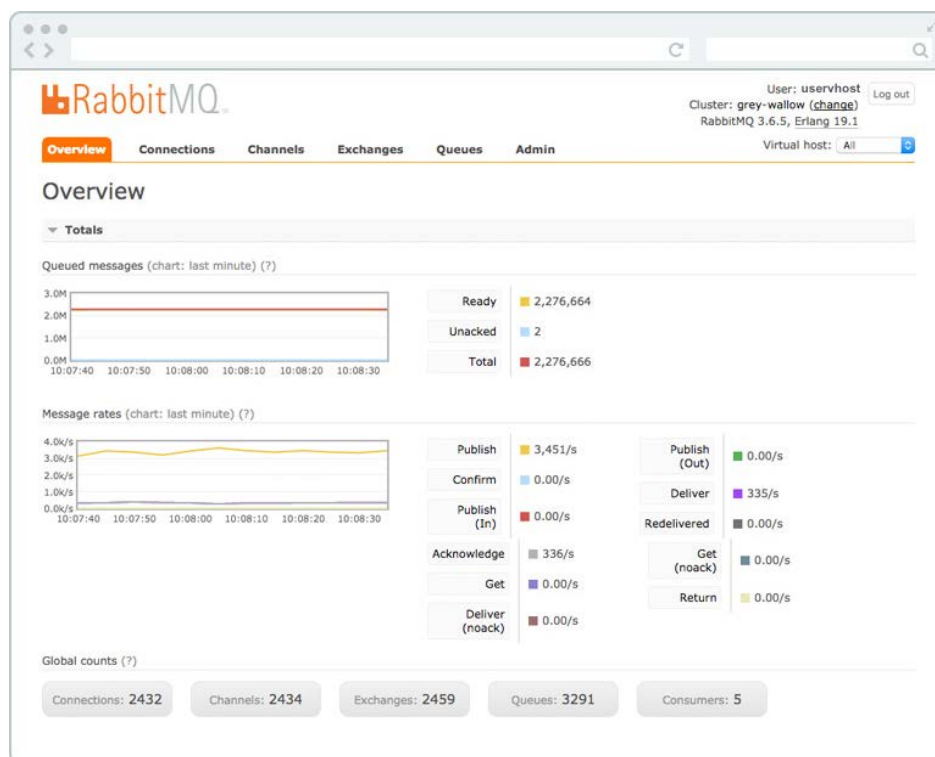 RabbitMQ
User: uservhost
Log out
Cluster: grey-wallow (change)
RabbitMQ 3.6.5, Erlang 19.1
Overview Connections Channels Exchanges Queues Admin
Virtual host: All
Overview
Totals
Queued messages (chart: last minute) (?)
3.0M
2.0M
1.0M
0.0M
10:07:40 10:07:50 10:08:00 10:08:10 10:08:20 10:08:30
Ready 2,276,664
Unacked 2
Total 2,276,666
Message rates (chart: last minute) (?)
4.0k/s
3.0k/s
2.0k/s
1.0k/s
0.0k/s
10:07:40 10:07:50 10:08:00 10:08:10 10:08:20 10:08:30
Publish 3,451/s
Confirm 0.00/s
Publish
(In) 0.00/s
Acknowledge 336/s
Get 0.00/s
Deliver
(noack) 0.00/s
Publish
(Out) 0.00/s
Deliver 335/s
Redelivered 0.00/s
Get
(noack) 0.00/s
Return 0.00/s
Global counts (?)
Connections: 2432 Channels: 2434 Exchanges: 2459 Queues: 3291 Consumers: 5